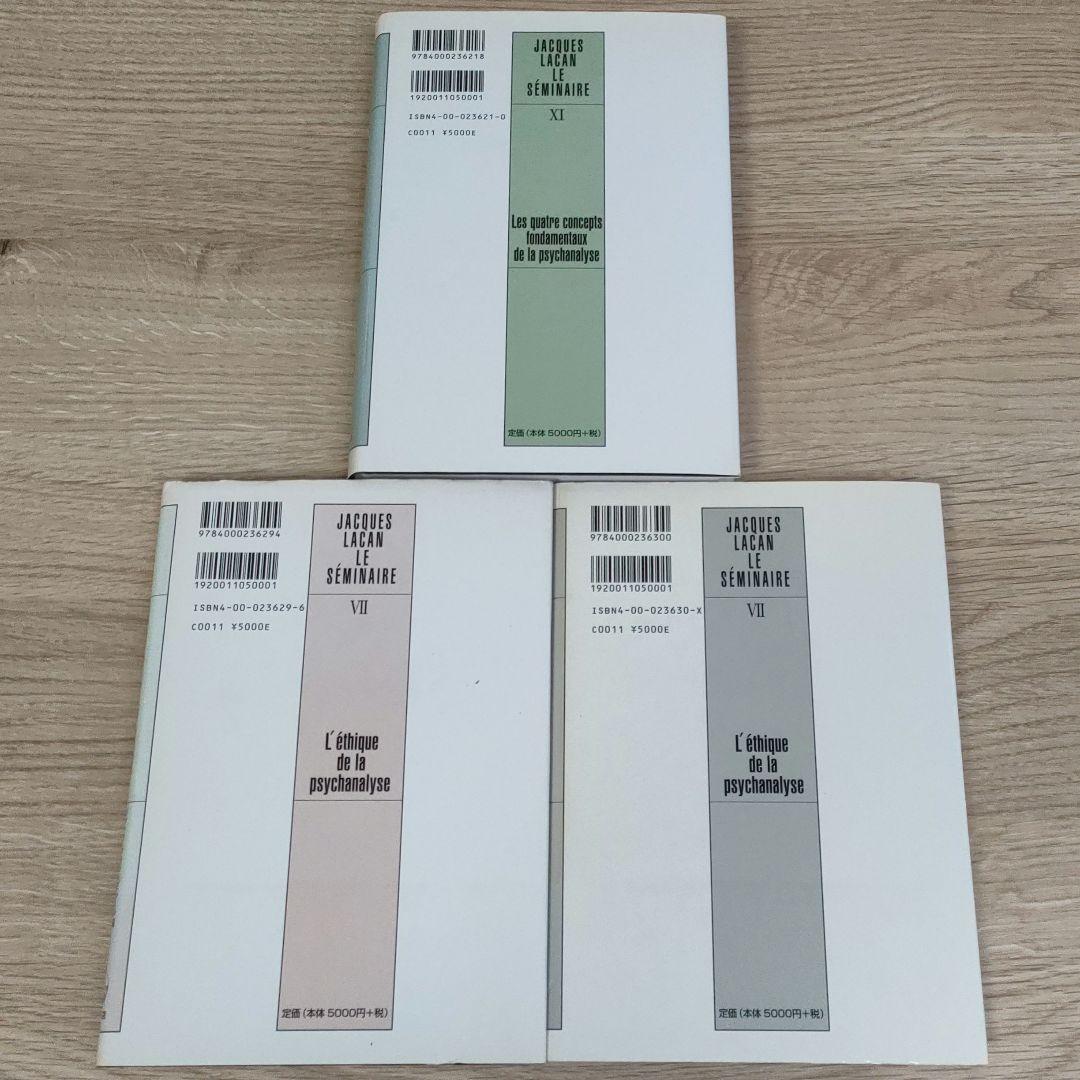 9784000236218
1920011050001
ISBN4-00-023621-0
C0011 ¥5000E
JACQUES
LACAN
LE
SÉMINAIRE
XI
Les quatre concepts
fondamentaux
de la psychanalyse
定価(本体 5000円+税)
9784000236294
1920011050001
ISBN4-00-023629-6
C0011 ¥5000E
JACQUES
LACAN
LE
SÉMINAIRE
VII
L'éthique
de la
psychanalyse
定価(本体 5000円+税)
9784000236300
1920011050001
ISBN4-00-023630-X
C0011 ¥5000E
JACQUES
LACAN
LE
SÉMINAIRE
VII
L'éthique
de la
psychanalyse
定価(本体 5000円+税)